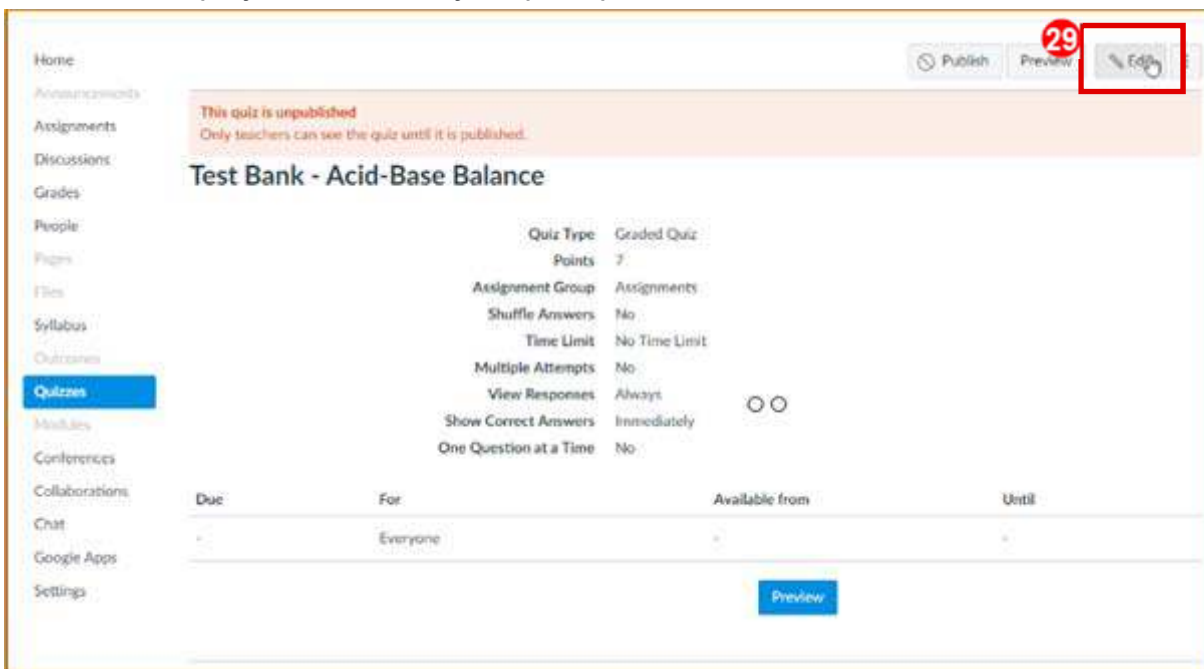 29
Home
Publish Preview Edit
Announcements
This quiz is unpublished
Assignments
Only teachers can see the quiz until it is published.
Discussions
Test Bank - Acid-Base Balance
Grades
People
Quiz Type Graded Quiz
Pages
Points 7
Files
Assignment Group Assignments
Syllabus
Shuffle Answers No
Outcomes
Time Limit No Time Limit
Multiple Attempts No
Quizzes
View Responses Always
Modules
Show Correct Answers Immediately
Conferences
One Question at a Time No
Collaborations
Due For Available from Until
Chat
- Everyone - -
Google Apps
Settings
Preview